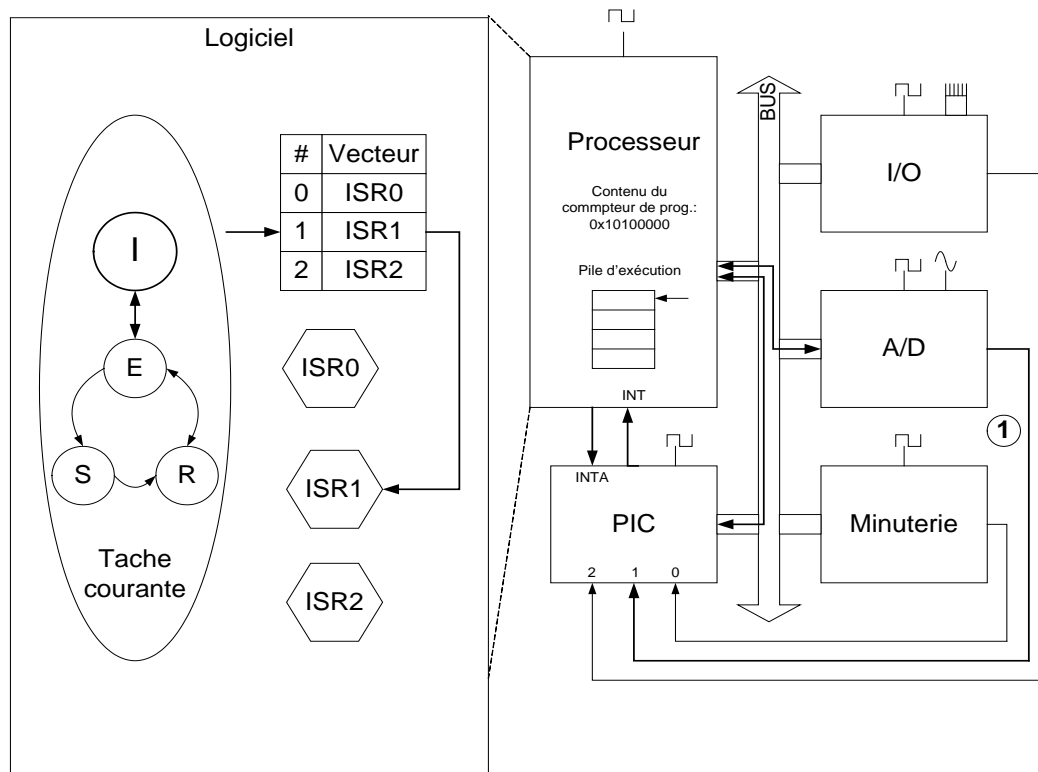 Logiciel
# Vecteur
0 ISR0
1 ISR1
2 ISR2
I
E
S R
Tache
courante
ISR0
ISR1
ISR2
Processeur
Contenu du
commpteur de prog.:
0x10100000
Pile d'exécution
INT
INTA
PIC
2 1 0
BUS
I/O
A/D
1
Minuterie